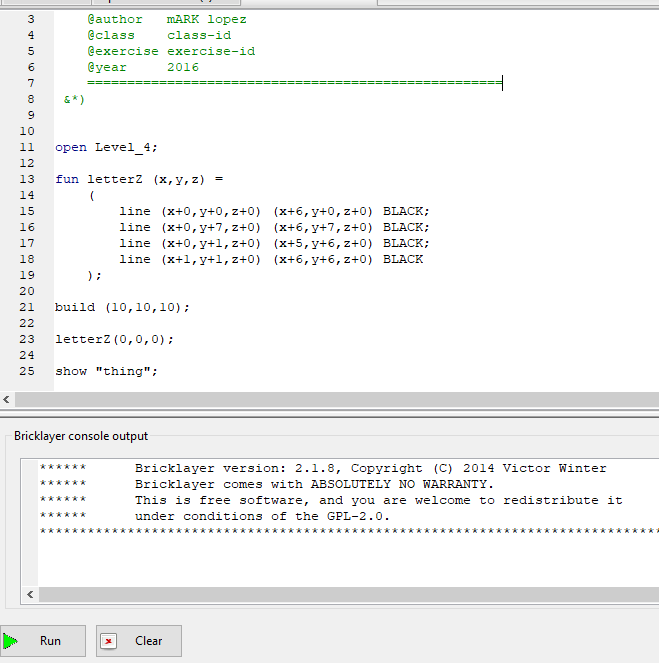 3 @author mARK lopez
4 @class class-id
5 @exercise exercise-id
6 @year 2016
7 ====================================================
8 &*)
9
10
11 open Level_4;
12
13 fun letterZ (x,y,z) =
14 (
15 line (x+0,y+0,z+0) (x+6,y+0,z+0) BLACK;
16 line (x+0,y+7,z+0) (x+6,y+7,z+0) BLACK;
17 line (x+0,y+1,z+0) (x+5,y+6,z+0) BLACK;
18 line (x+1,y+1,z+0) (x+6,y+6,z+0) BLACK
19 );
20
21 build (10,10,10);
22
23 letterZ(0,0,0);
24
25 show "thing";
Bricklayer console output
****** Bricklayer version: 2.1.8, Copyright (C) 2014 Victor Winter
****** Bricklayer comes with ABSOLUTELY NO WARRANTY.
****** This is free software, and you are welcome to redistribute it
****** under conditions of the GPL-2.0.
******************************************************************************
Run Clear